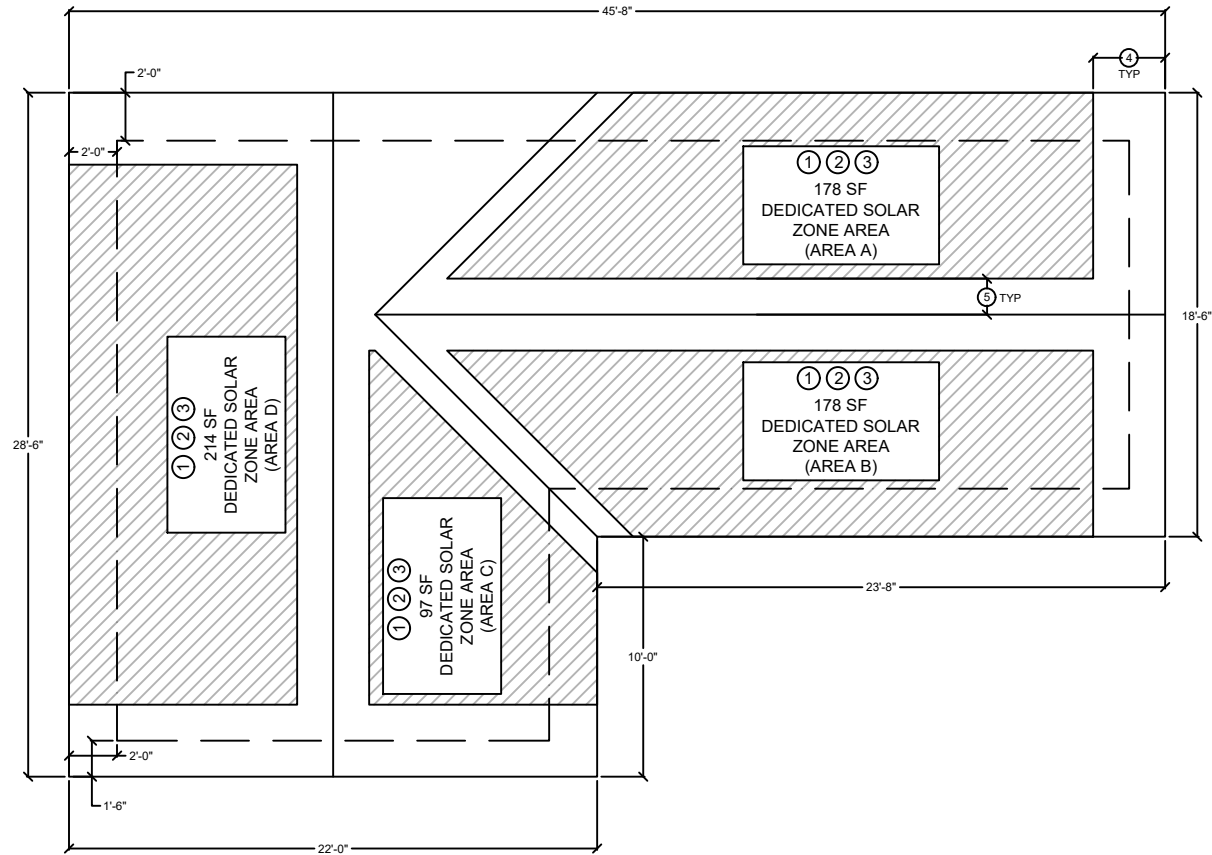 45'-8"
4
TYP
2'-0"
2'-0"
1 2 3
178 SF
DEDICATED SOLAR
ZONE AREA
(AREA A)
5 TYP
18'-6"
28'-6"
1 2 3
214 SF
DEDICATED SOLAR
ZONE AREA
(AREA D)
1 2 3
178 SF
DEDICATED SOLAR
ZONE AREA
(AREA B)
1 2 3
97 SF
DEDICATED SOLAR
ZONE AREA
(AREA C)
23'-8"
10'-0"
2'-0"
1'-6"
22'-0"